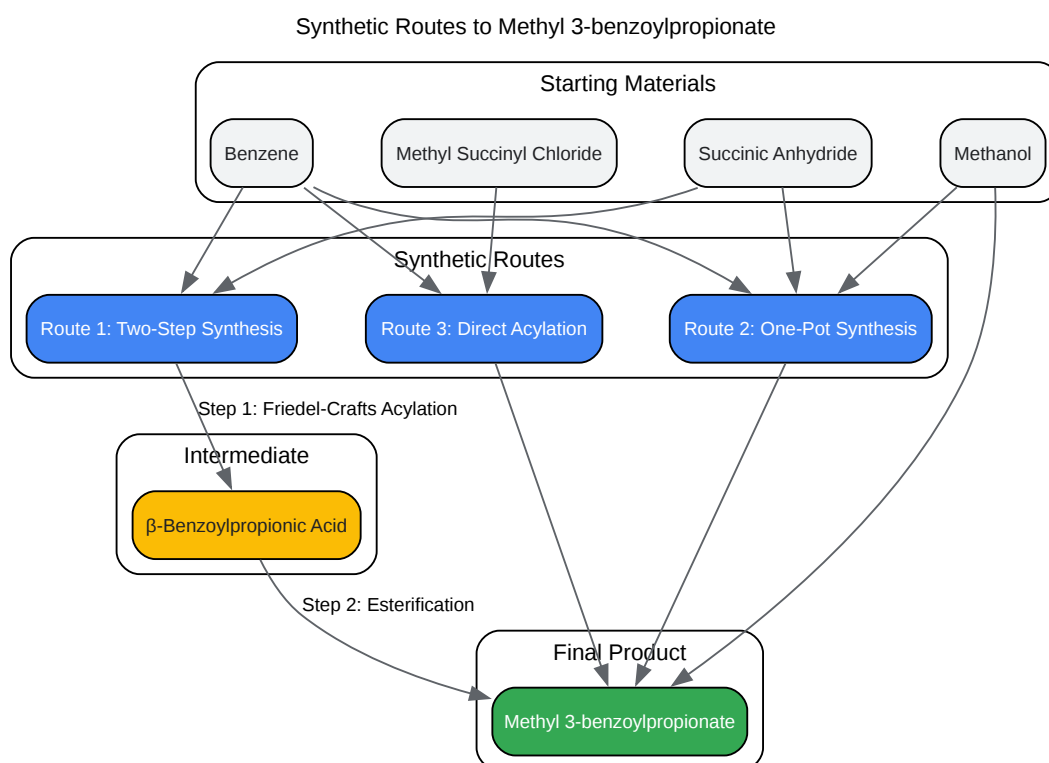 Synthetic Routes to Methyl 3-benzoylpropionate
Starting Materials
Benzene
Methyl Succinyl Chloride
Succinic Anhydride
Methanol
Synthetic Routes
Route 1: Two-Step Synthesis
Route 3: Direct Acylation
Route 2: One-Pot Synthesis
Step 1: Friedel-Crafts Acylation
Intermediate
β-Benzoylpropionic Acid
Step 2: Esterification
Final Product
Methyl 3-benzoylpropionate